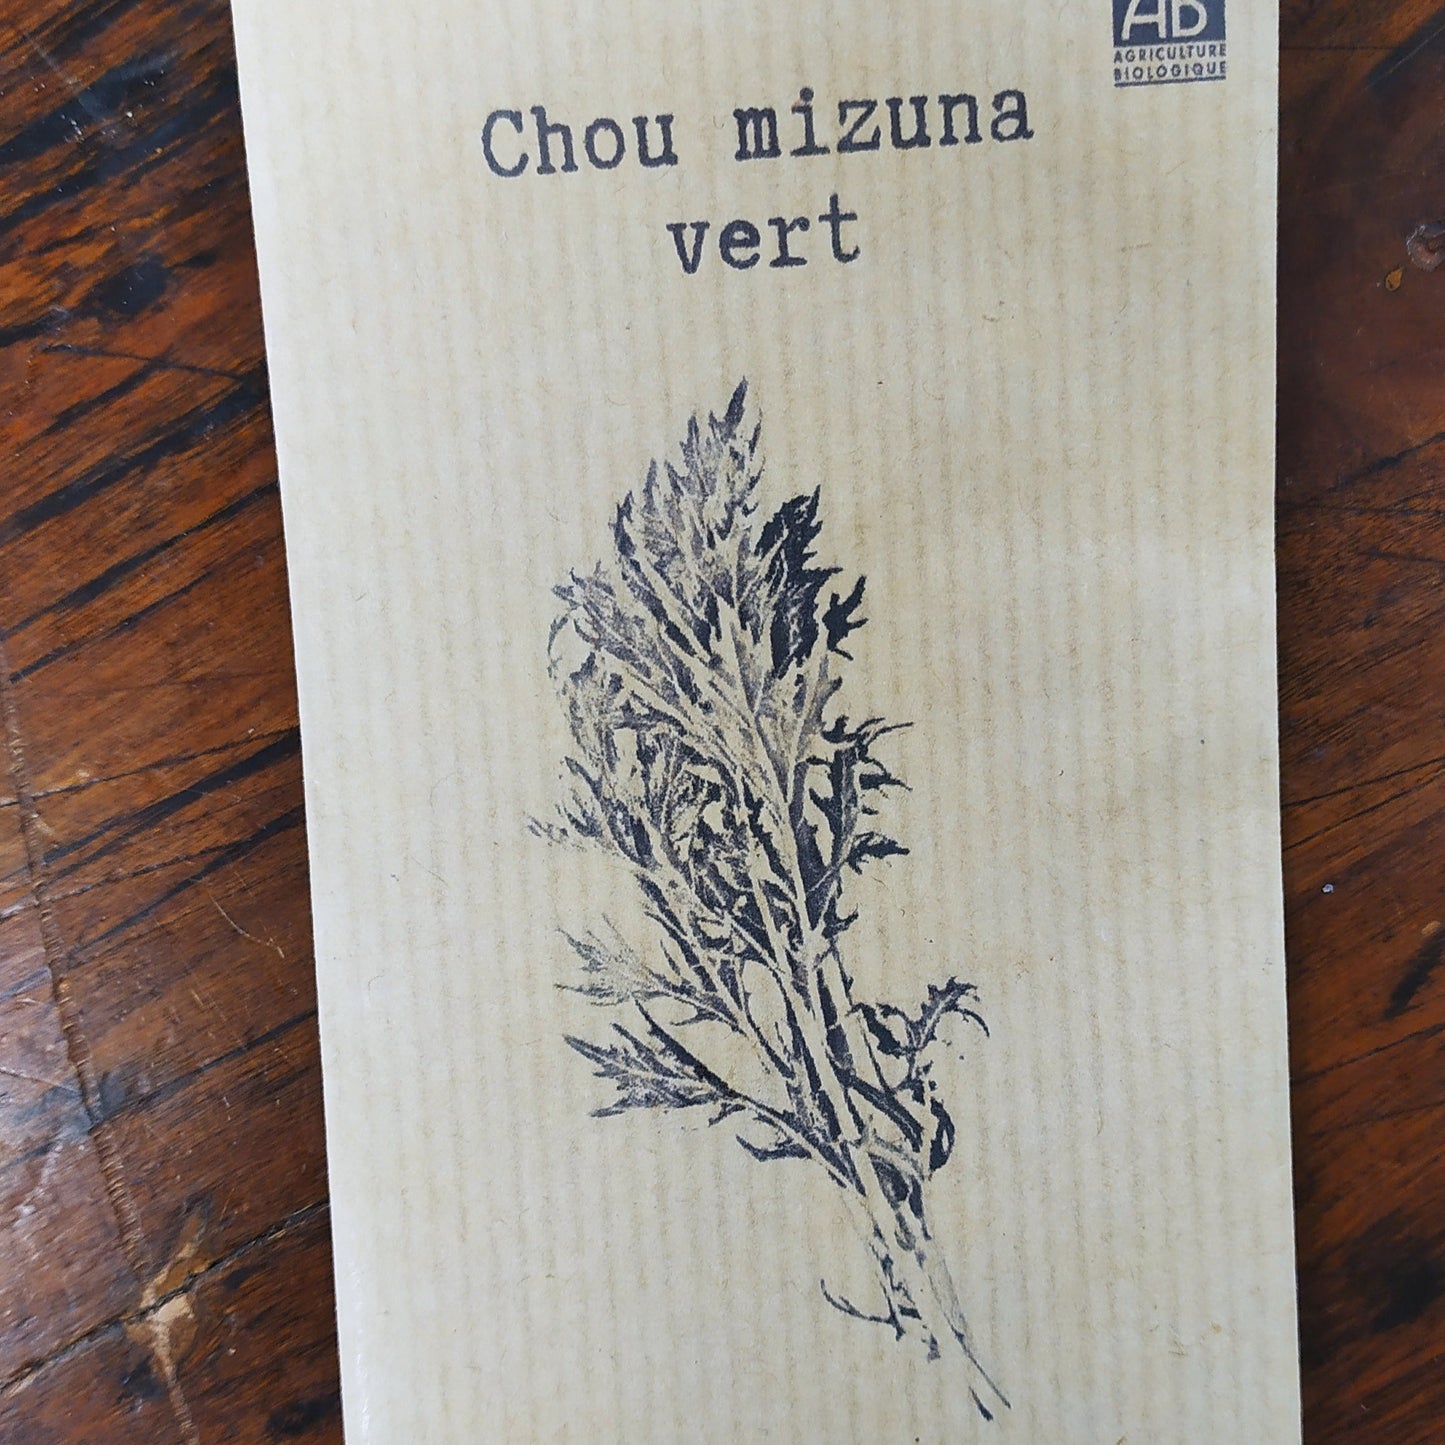 AB
AGRICULTURE
BIOLOGIQUE
Chou mizuna
vert